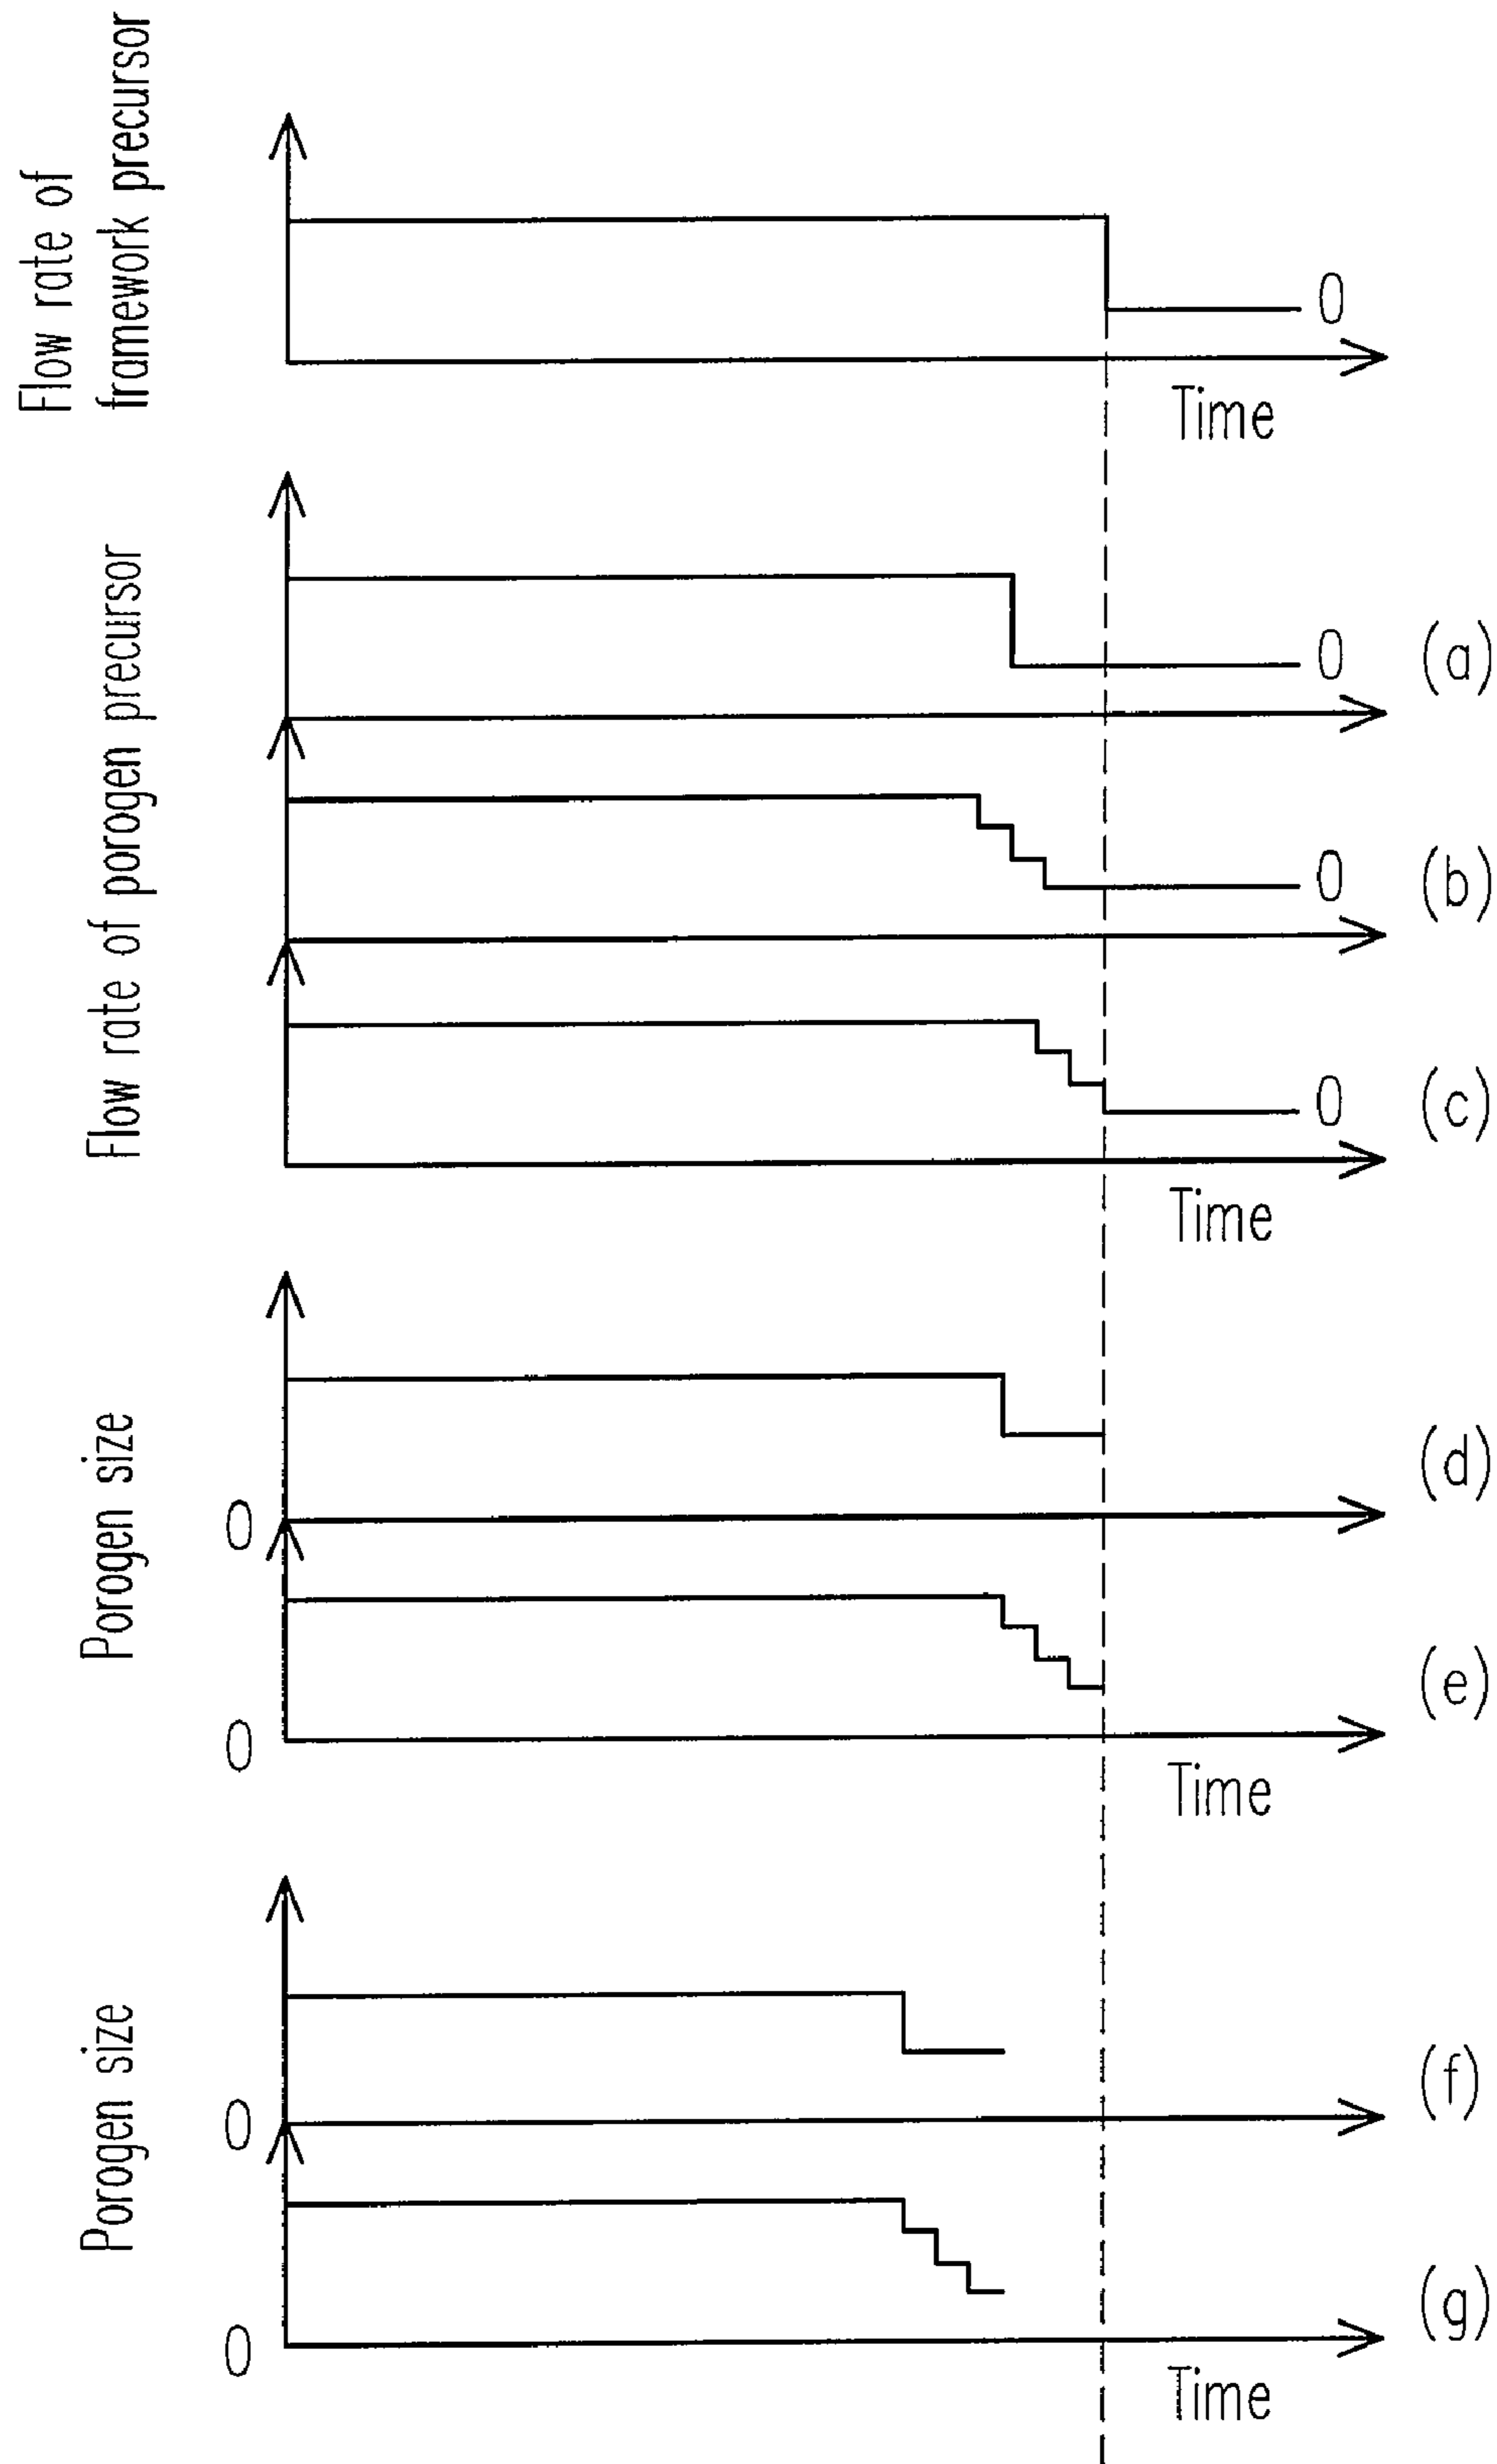 Flow rate of
framework precursor
0
Time
Flow rate of porogen precursor
0 (a)
0 (b)
0 (c)
Time
Porogen size
(d)
0
(e)
0
Time
Porogen size
(f)
0
(g)
0
Time